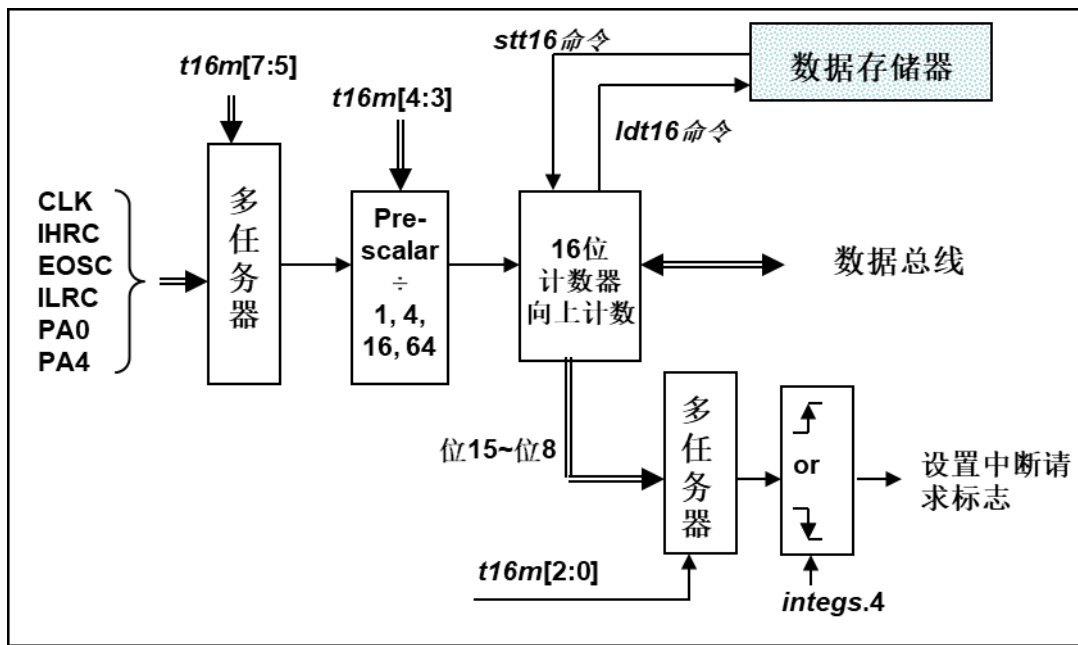 stt16命令
数据存储器
t16m[7:5]
t16m[4:3]
ldt16命令
CLK
IHRC
EOSC
ILRC
PA0
PA4
多
任
务
器
Pre-
scalar
÷
1, 4,
16, 64
16位
计数器
向上计数
数据总线
位15~位8
多
任
务
器
or
设置中断请
求标志
t16m[2:0]
integs.4